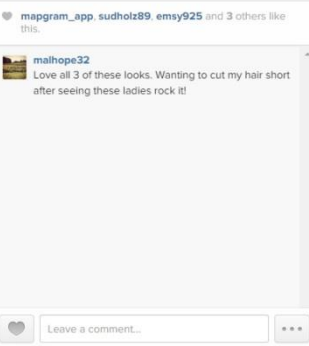 mapgram_app, sudholz89, emsy925 and 3 others like
this.
malhope32
Love all 3 of these looks. Wanting to cut my hair short
after seeing these ladies rock it!
Leave a comment...